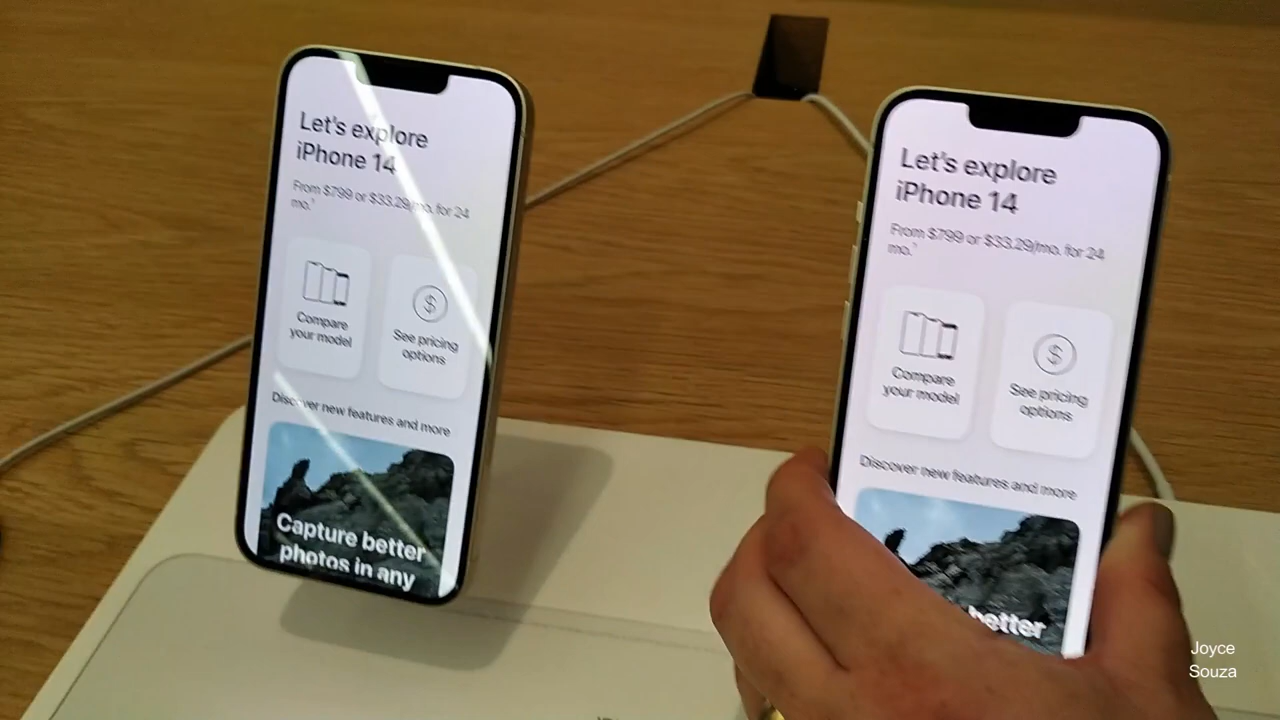 Let's explore
iPhone 14
From $799 or $33.29/mo. for 24
mo.¹
Compare
your model
See pricing
options
Discover new features and more
Capture better
photos in any
Let's explore
iPhone 14
From $799 or $33.29/mo. for 24
mo.¹
Compare
your model
See pricing
options
Discover new features and more
better
Joyce
Souza